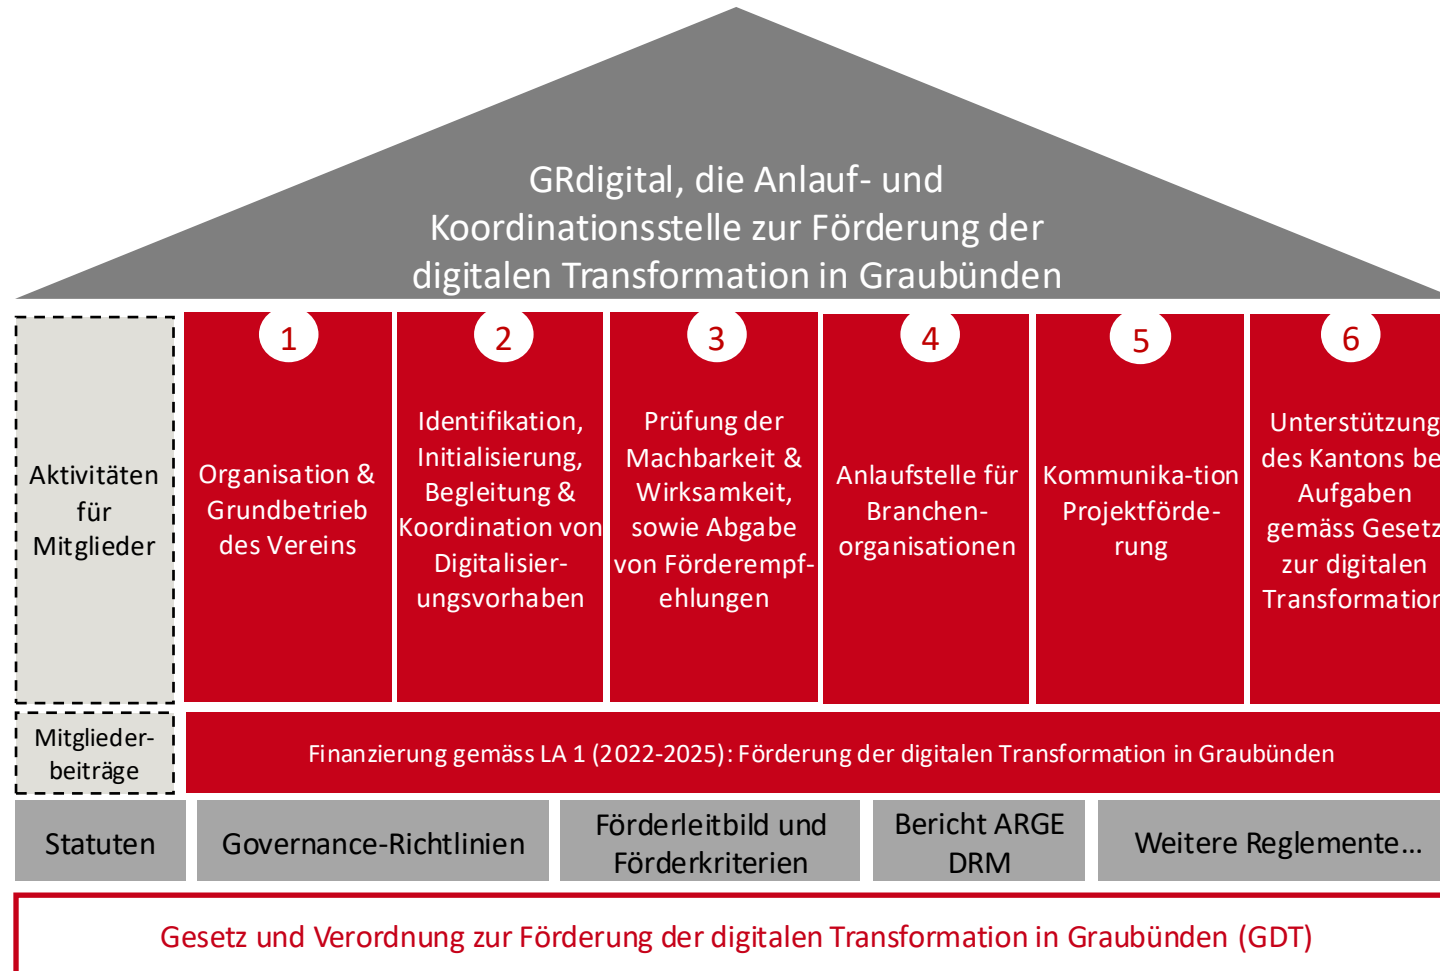 GRdigital, die Anlauf- und
Koordinationsstelle zur Förderung der
digitalen Transformation in Graubünden
Aktivitäten
für
Mitglieder
1
Organisation &
Grundbetrieb
des Vereins
2
Identifikation,
Initialisierung,
Begleitung &
Koordination von
Digitalisier-
ungsvorhaben
3
Prüfung der
Machbarkeit &
Wirksamkeit,
sowie Abgabe
von Förderempf-
ehlungen
4
Anlaufstelle für
Branchen-
organisationen
5
Kommunika-tion
Projektförde-
rung
6
Unterstützung
des Kantons be
Aufgaben
gemäss Gesetz
zur digitalen
Transformation
Mitglieder-
beiträge
Finanzierung gemäss LA 1 (2022-2025): Förderung der digitalen Transformation in Graubünden
Statuten
Governance-Richtlinien
Förderleitbild und
Förderkriterien
Bericht ARGE
DRM
Weitere Reglemente...
Gesetz und Verordnung zur Förderung der digitalen Transformation in Graubünden (GDT)